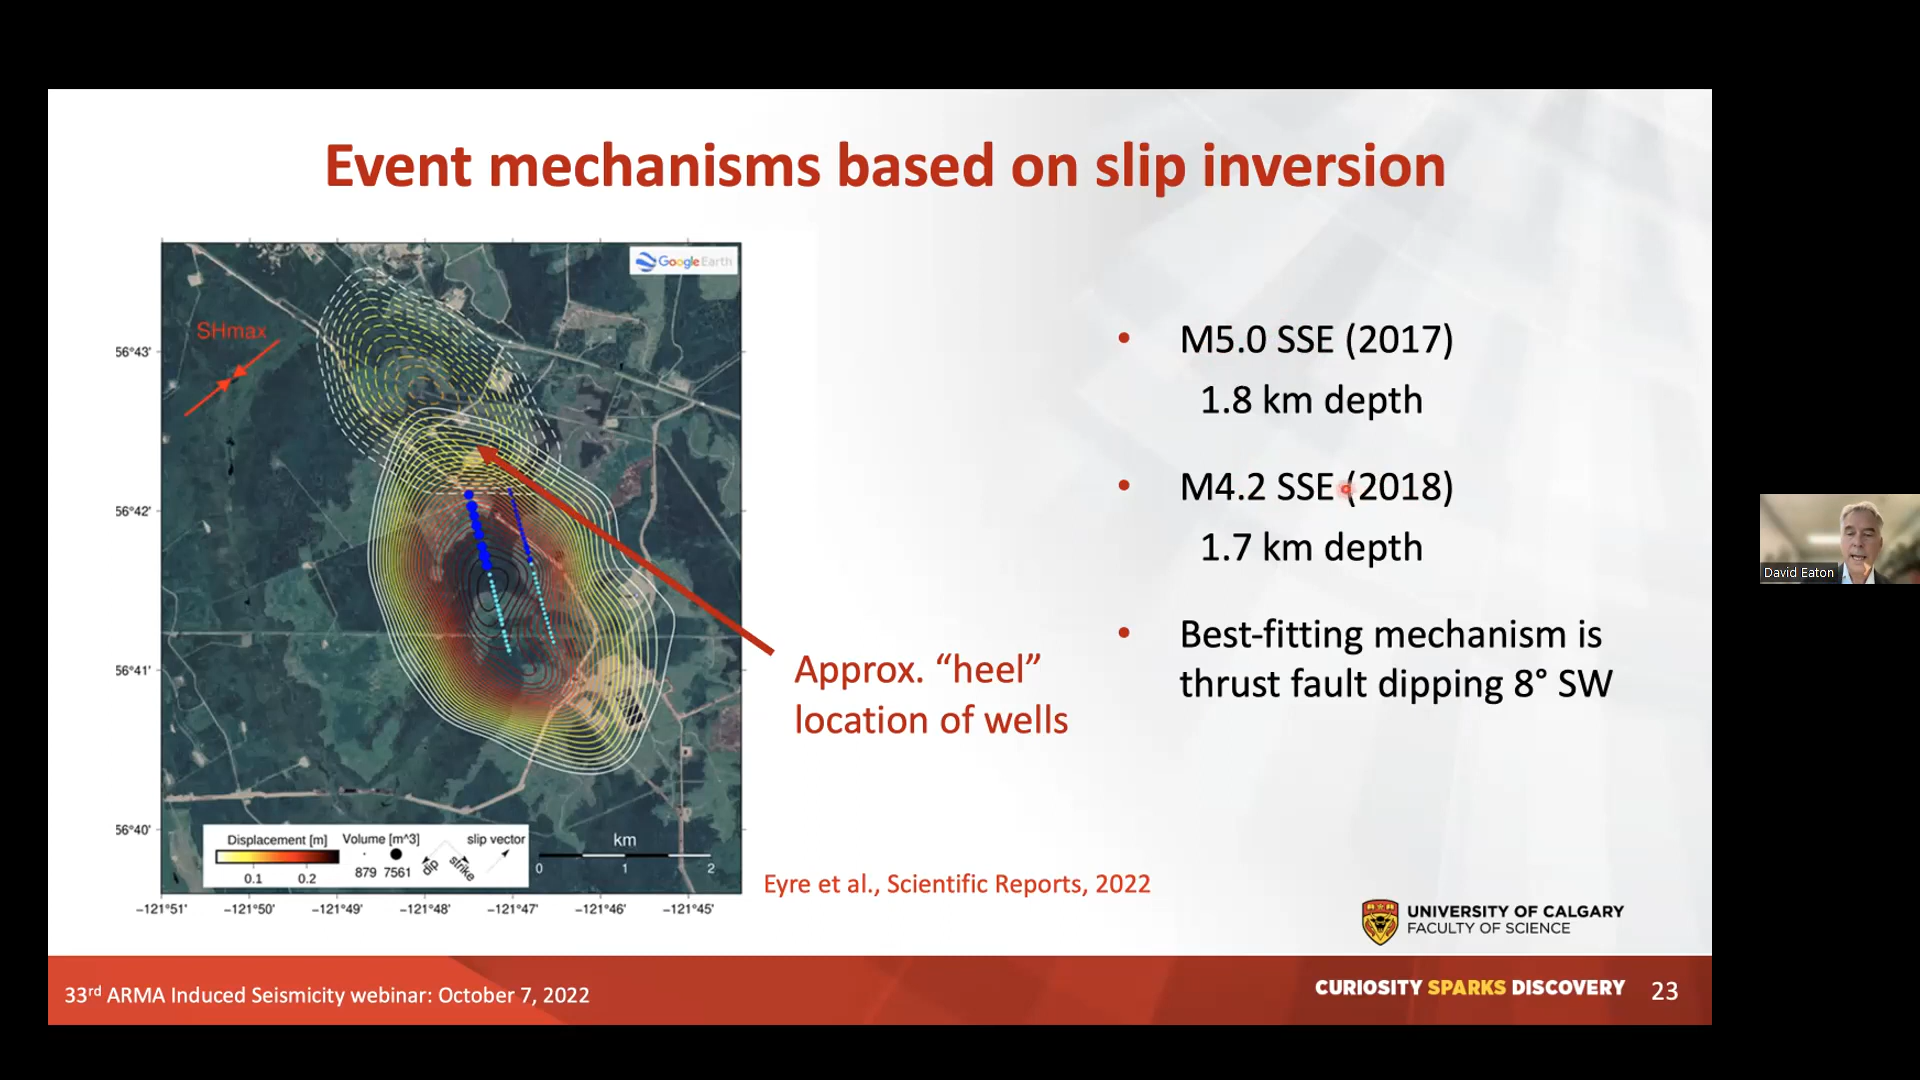 Event mechanisms based on slip inversion
Google Earth
SHmax
56°43'
56°42'
56°41'
56°40'
Displacement [m]
0.1 0.2
Volume [m^3]
879 7561
dip
strike
slip vector
km
0 1 2
−121°51' −121°50' −121°49' −121°48' −121°47' −121°46' −121°45'
Approx. “heel”
location of wells
Eyre et al., Scientific Reports, 2022
• M5.0 SSE (2017)
1.8 km depth
• M4.2 SSE (2018)
1.7 km depth
• Best-fitting mechanism is
thrust fault dipping 8° SW
UNIVERSITY OF CALGARY
FACULTY OF SCIENCE
33rd ARMA Induced Seismicity webinar: October 7, 2022
CURIOSITY SPARKS DISCOVERY
23
David Eaton